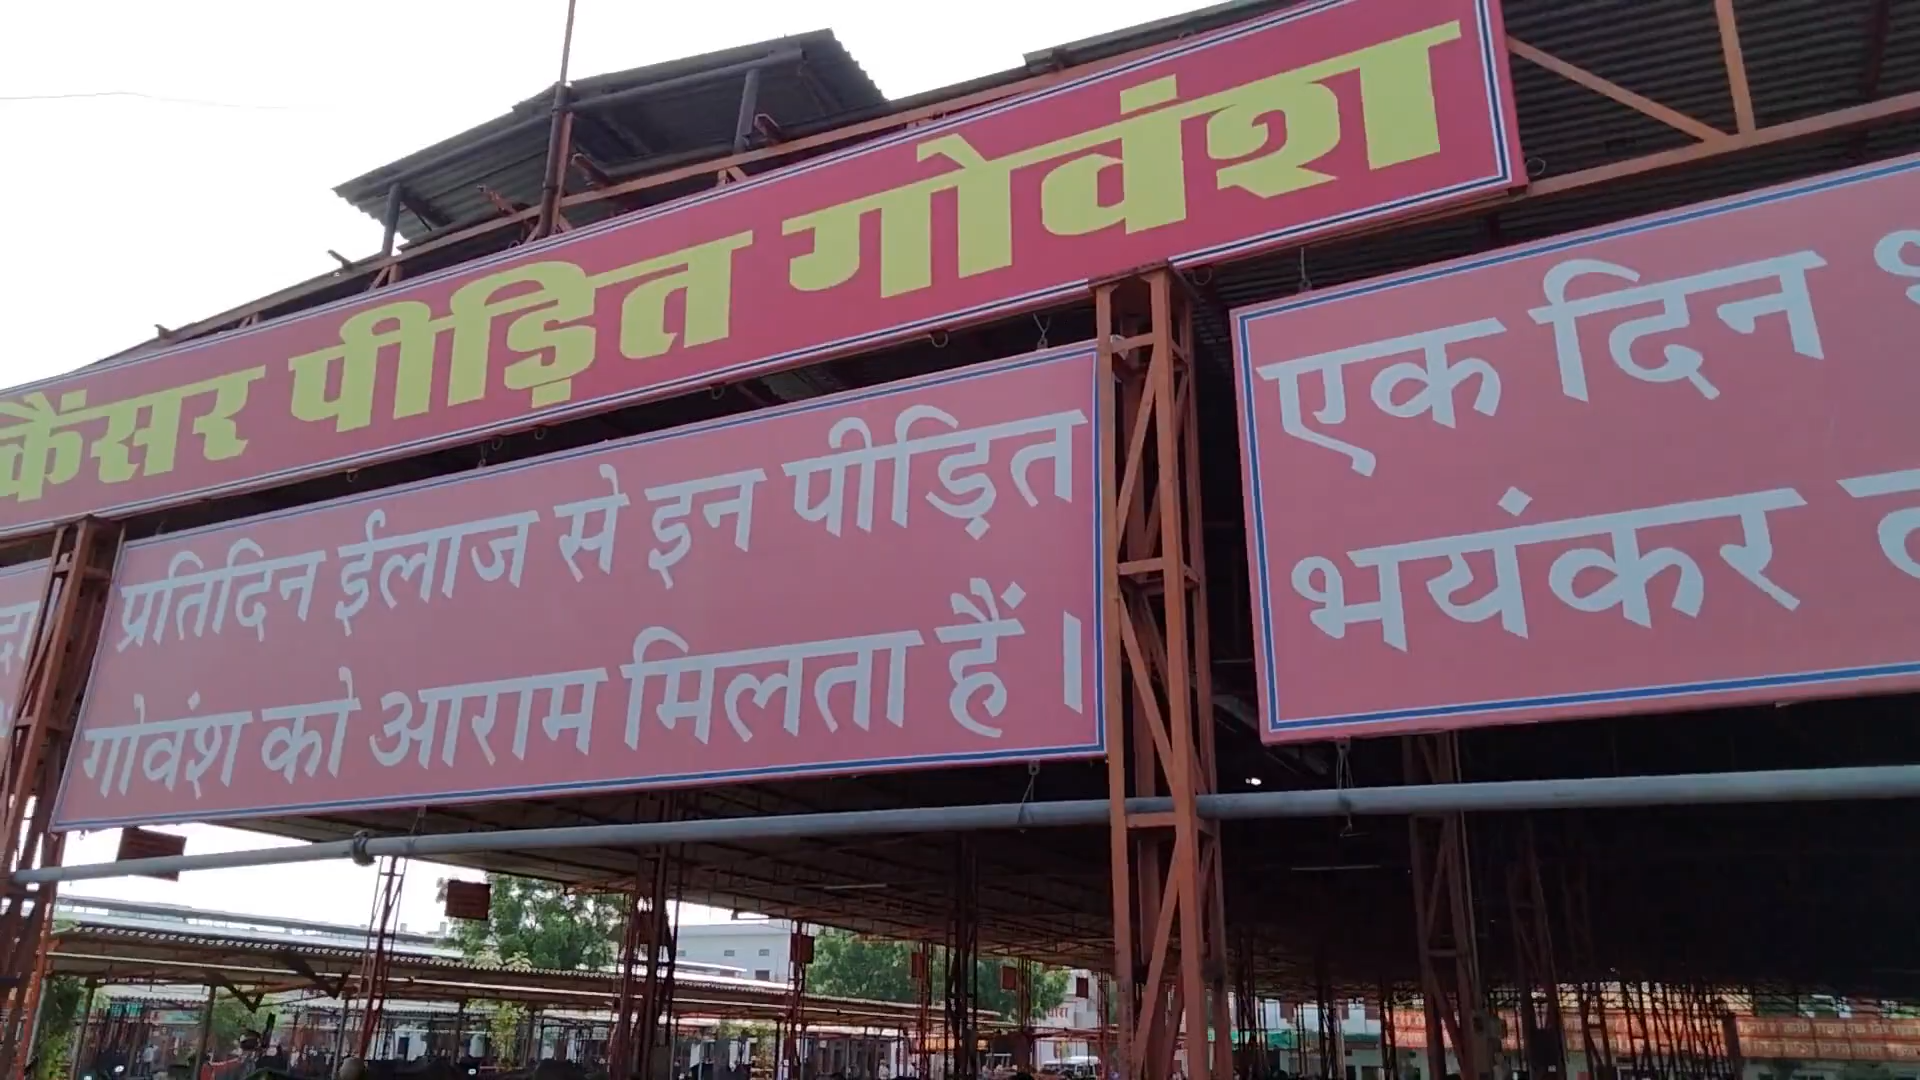 कैंसर पीड़ित गोवंश
प्रतिदिन ईलाज से इन पीड़ित
गोवंश को आराम मिलता हैं।
एक दिन
भयंकर